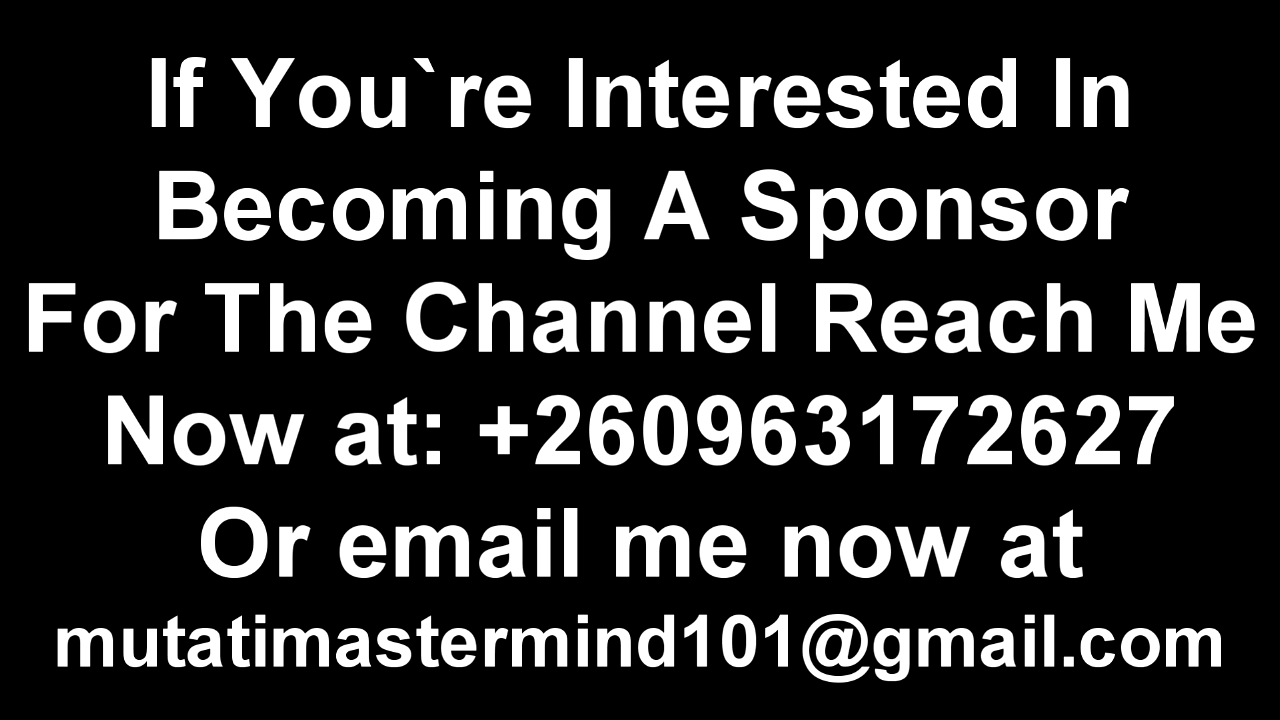 If You`re Interested In
Becoming A Sponsor
For The Channel Reach Me
Now at: +260963172627
Or email me now at
mutatimastermind101@gmail.com